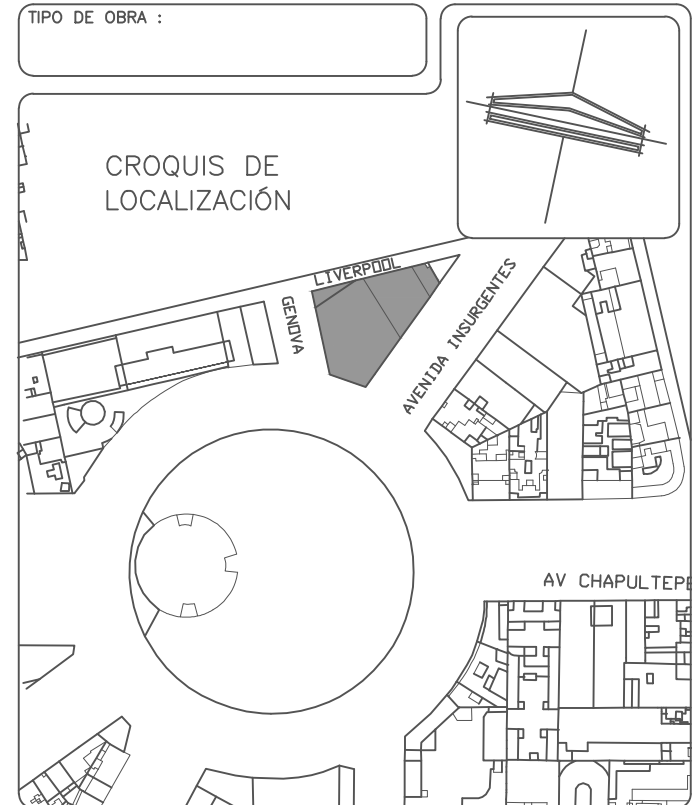 TIPO DE OBRA :
CROQUIS DE
LOCALIZACIÓN
LIVERPOOL
GENOVA
AVENIDA INSURGENTES
AV CHAPULTEPE